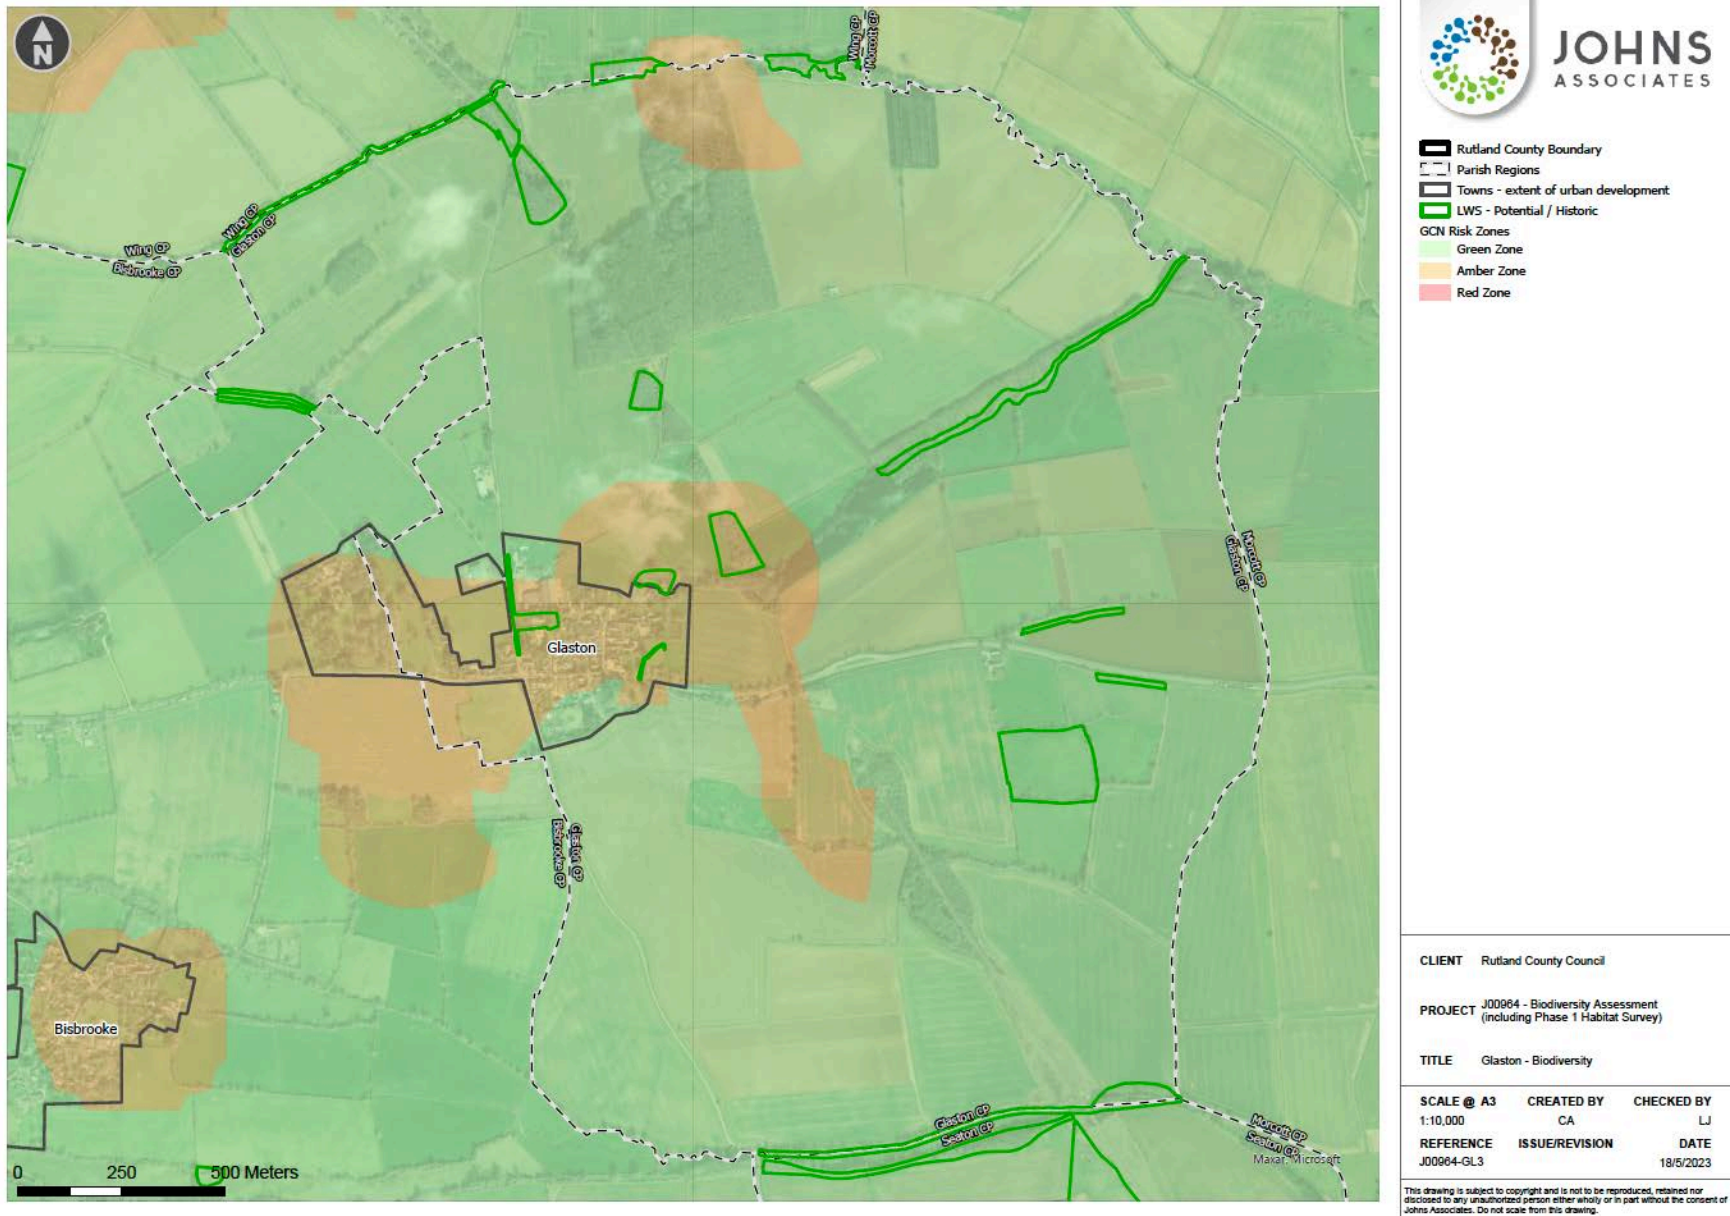 N
Wing CP
Morcott CP
Wing CP
Glaston CP
Wing CP
Bisbrooke CP
Morcott CP
Glaston CP
Glaston
Glaston CP
Bisbrooke CP
Bisbrooke
Glaston CP
Seaton CP
Morcott CP
Seaton CP
Maxar, Microsoft
0 250 500 Meters
JOHNS
ASSOCIATES
Rutland County Boundary
Parish Regions
Towns - extent of urban development
LWS - Potential / Historic
GCN Risk Zones
Green Zone
Amber Zone
Red Zone
CLIENT Rutland County Council
PROJECT J00964 - Biodiversity Assessment
(including Phase 1 Habitat Survey)
TITLE Glaston - Biodiversity
SCALE @ A3 CREATED BY CHECKED BY
1:10,000 CA LJ
REFERENCE ISSUE/REVISION DATE
J00964-GL3 18/5/2023
This drawing is subject to copyright and is not to be reproduced, retained nor
disclosed to any unauthorized person either wholly or in part without the consent of
Johns Associates. Do not scale from this drawing.